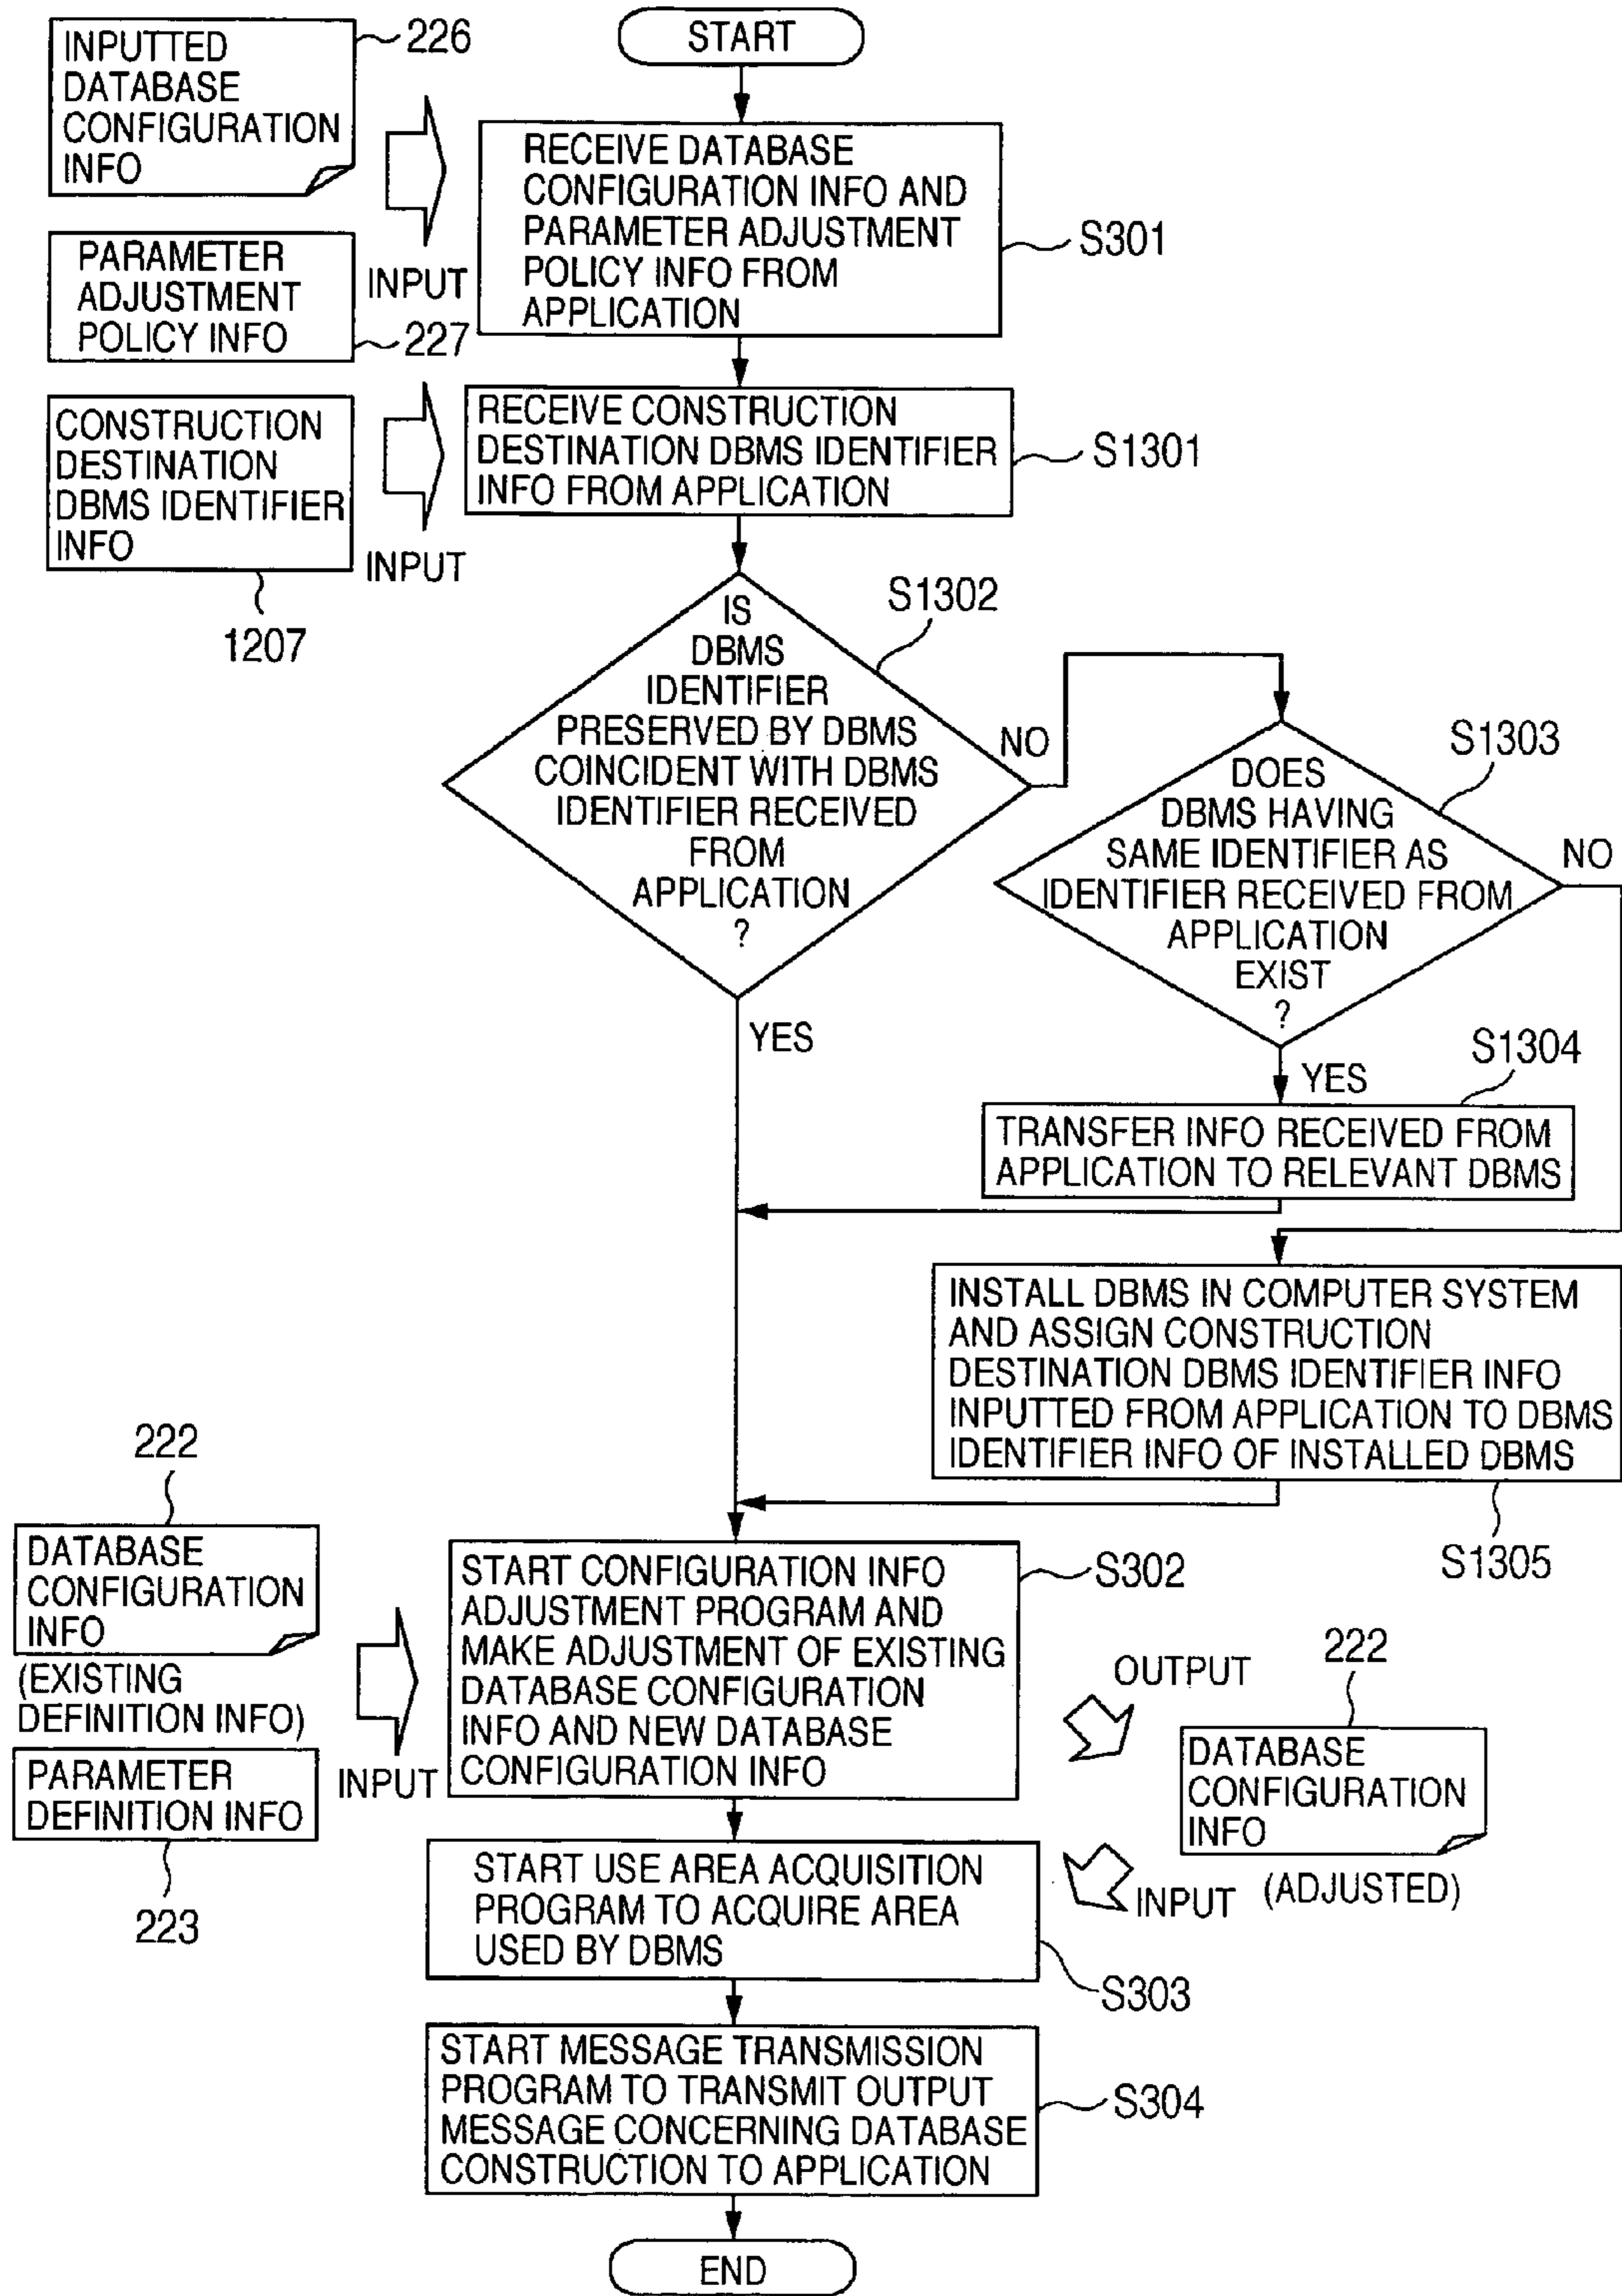 START
INPUTTED
DATABASE
CONFIGURATION
INFO
226
PARAMETER
ADJUSTMENT
POLICY INFO
227
INPUT
RECEIVE DATABASE
CONFIGURATION INFO AND
PARAMETER ADJUSTMENT
POLICY INFO FROM
APPLICATION
S301
CONSTRUCTION
DESTINATION
DBMS IDENTIFIER
INFO
1207
INPUT
RECEIVE CONSTRUCTION
DESTINATION DBMS IDENTIFIER
INFO FROM APPLICATION
S1301
IS
DBMS
IDENTIFIER
PRESERVED BY DBMS
COINCIDENT WITH DBMS
IDENTIFIER RECEIVED
FROM
APPLICATION
?
S1302
NO
YES
DOES
DBMS HAVING
SAME IDENTIFIER AS
IDENTIFIER RECEIVED FROM
APPLICATION
EXIST
?
S1303
NO
YES
S1304
TRANSFER INFO RECEIVED FROM
APPLICATION TO RELEVANT DBMS
INSTALL DBMS IN COMPUTER SYSTEM
AND ASSIGN CONSTRUCTION
DESTINATION DBMS IDENTIFIER INFO
INPUTTED FROM APPLICATION TO DBMS
IDENTIFIER INFO OF INSTALLED DBMS
S1305
222
DATABASE
CONFIGURATION
INFO
(EXISTING
DEFINITION INFO)
PARAMETER
DEFINITION INFO
223
INPUT
START CONFIGURATION INFO
ADJUSTMENT PROGRAM AND
MAKE ADJUSTMENT OF EXISTING
DATABASE CONFIGURATION
INFO AND NEW DATABASE
CONFIGURATION INFO
S302
OUTPUT
222
DATABASE
CONFIGURATION
INFO
(ADJUSTED)
INPUT
START USE AREA ACQUISITION
PROGRAM TO ACQUIRE AREA
USED BY DBMS
S303
START MESSAGE TRANSMISSION
PROGRAM TO TRANSMIT OUTPUT
MESSAGE CONCERNING DATABASE
CONSTRUCTION TO APPLICATION
S304
END